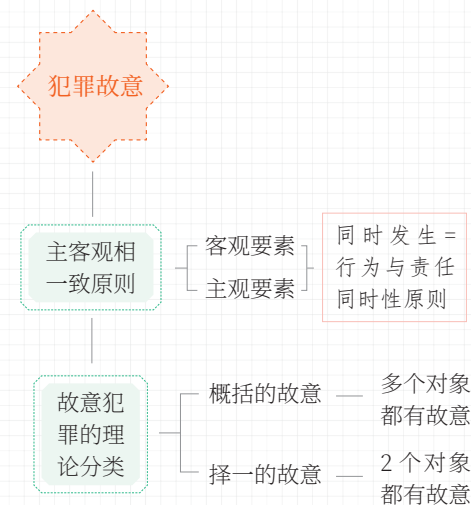 犯罪故意
主客观相
一致原则
客观要素
主观要素
同时发生=
行为与责任
同时性原则
故意犯
罪的理
论分类
概括的故意
多个对象
都有故意
择一的故意
2个对象
都有故意